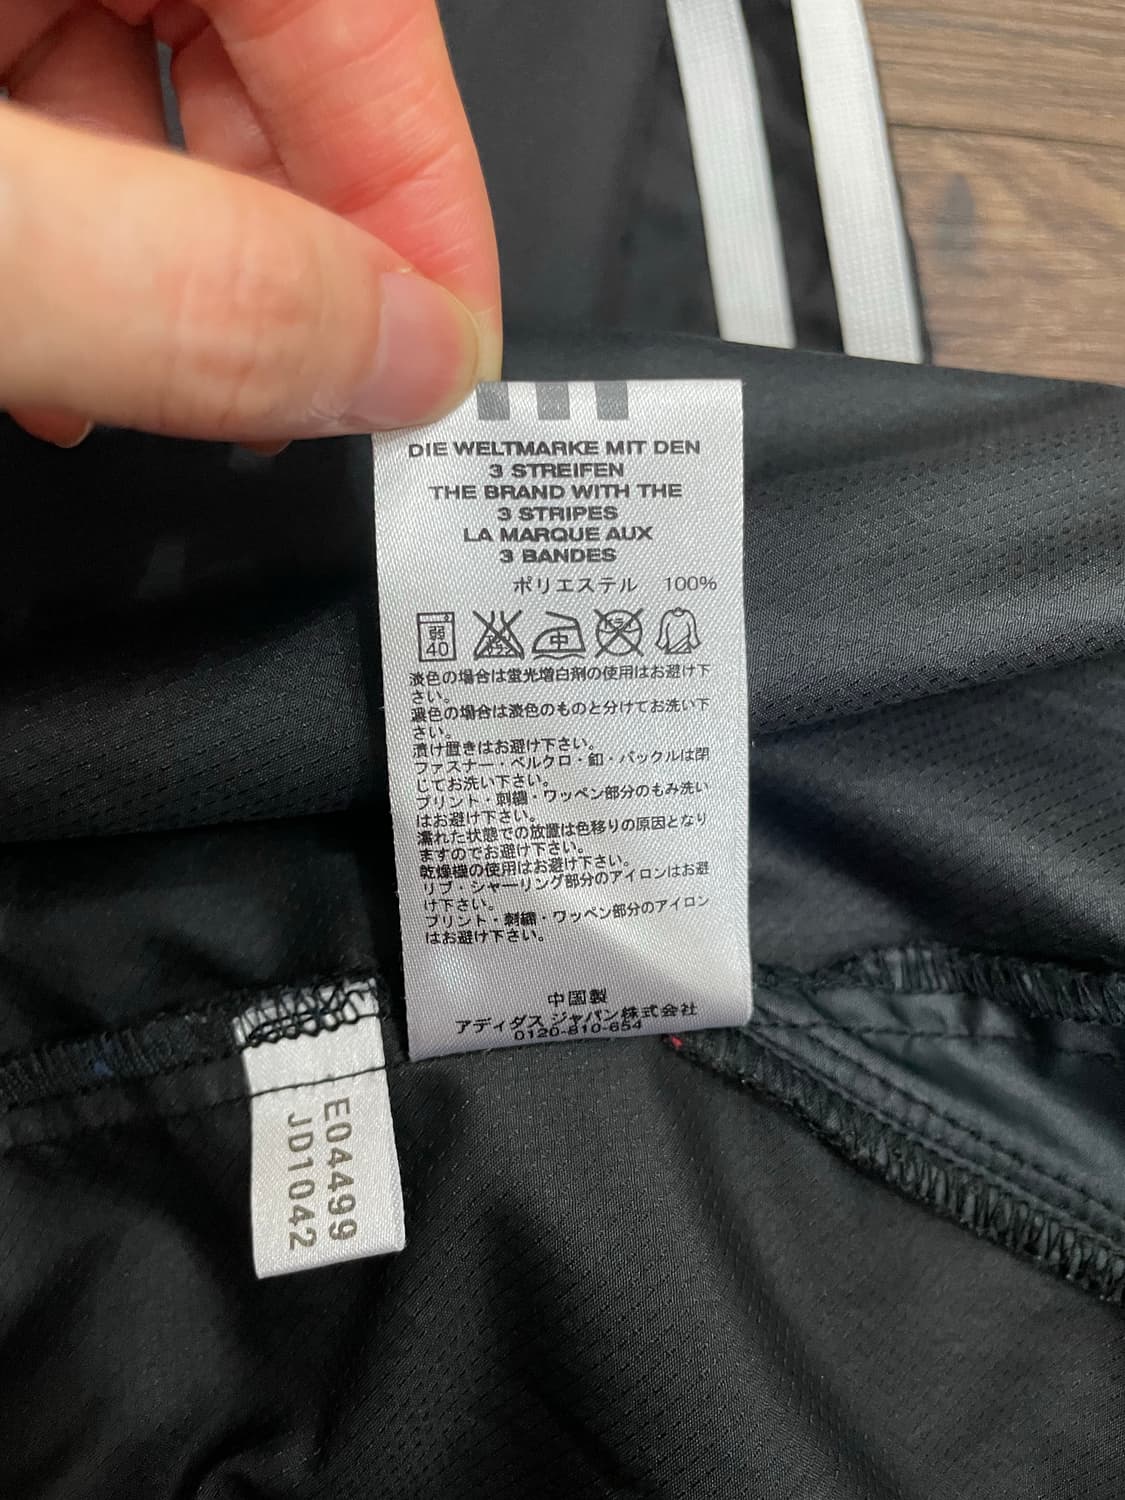 DIE WELTMARKE MIT DEN
3 STREIFEN
THE BRAND WITH THE
3 STRIPES
LA MARQUE AUX
3 BANDES
ポリエステル 100%
弱
40
中
淡色の場合は蛍光増白剤の使用はお避け下
さい。
濃色の場合は淡色のものと分けてお洗い下
さい。
漬け置きはお避け下さい。
ファスナー・ベルクロ・釦・バックルは閉
じてお洗い下さい。
プリント・刺繍・ワッペン部分のもみ洗い
はお避け下さい。
濡れた状態での放置は色移りの原因となり
ますのでお避け下さい。
乾燥機の使用はお避け下さい。
リブ・シャーリング部分のアイロンはお避
け下さい。
プリント・刺繍・ワッペン部分のアイロン
はお避け下さい。
中国製
アディダス ジャパン株式会社
0120-810-654
E04499
JD1042